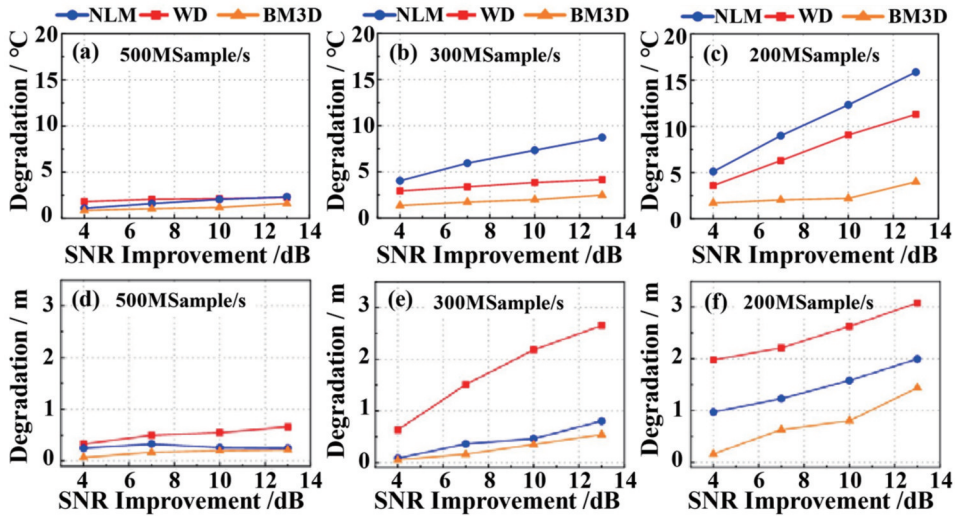 NLM WD BM3D NLM WD BM3D NLM WD BM3D
(a) 500MSample/s (b) 300MSample/s (c) 200MSample/s
Degradation / °C Degradation / °C Degradation / °C
20 20 20
15 15 15
10 10 10
5 5 5
0 0 0
4 6 8 10 12 14 4 6 8 10 12 14 4 6 8 10 12 14
SNR Improvement /dB SNR Improvement /dB SNR Improvement /dB
(d) 500MSample/s (e) 300MSample/s (f) 200MSample/s
Degradation / m Degradation / m Degradation / m
3 3 3
2 2 2
1 1 1
0 0 0
4 6 8 10 12 14 4 6 8 10 12 14 4 6 8 10 12 14
SNR Improvement /dB SNR Improvement /dB SNR Improvement /dB